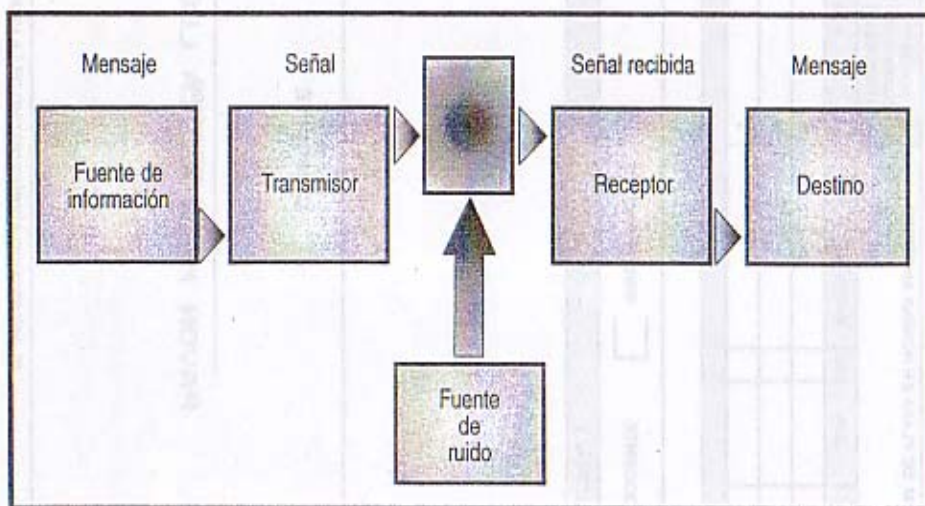 Mensaje
Señal
Señal recibida
Mensaje
Fuente de
información
Transmisor
Receptor
Destino
Fuente
de
ruido